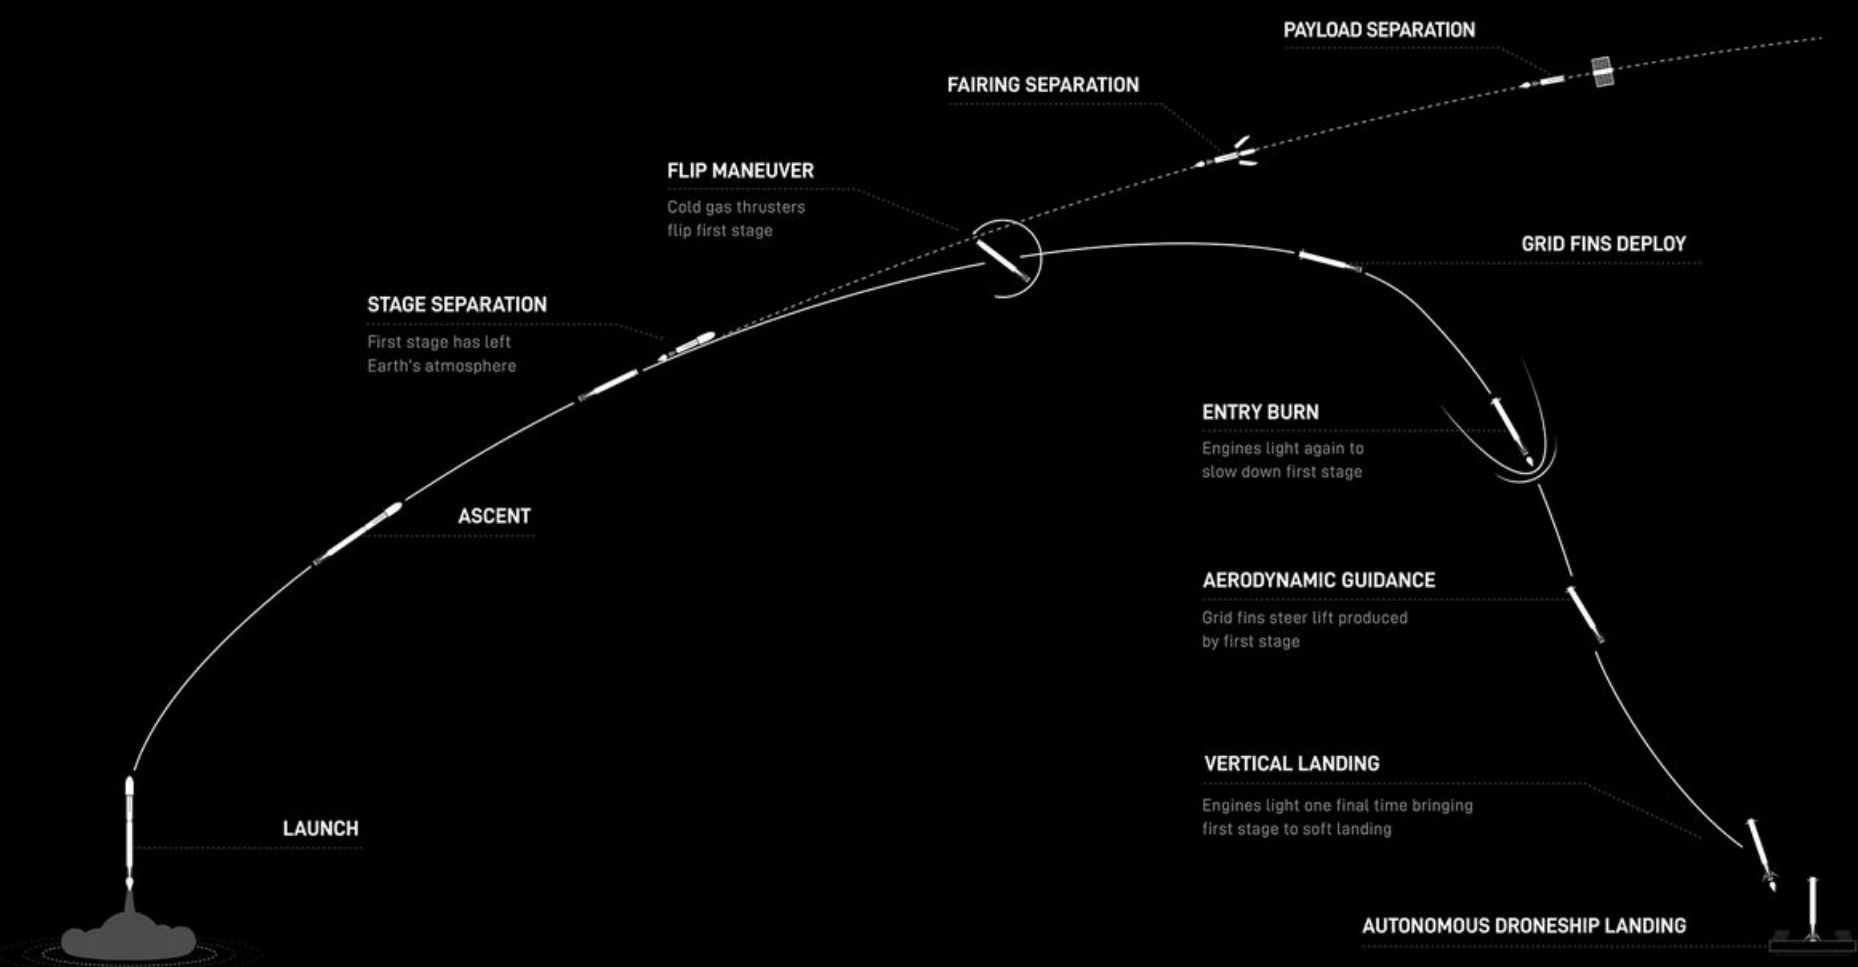 PAYLOAD SEPARATION
FAIRING SEPARATION
FLIP MANEUVER
Cold gas thrusters
flip first stage
GRID FINS DEPLOY
STAGE SEPARATION
First stage has left
Earth's atmosphere
ENTRY BURN
Engines light again to
slow down first stage
ASCENT
AERODYNAMIC GUIDANCE
Grid fins steer lift produced
by first stage
VERTICAL LANDING
Engines light one final time bringing
first stage to soft landing
LAUNCH
AUTONOMOUS DRONESHIP LANDING